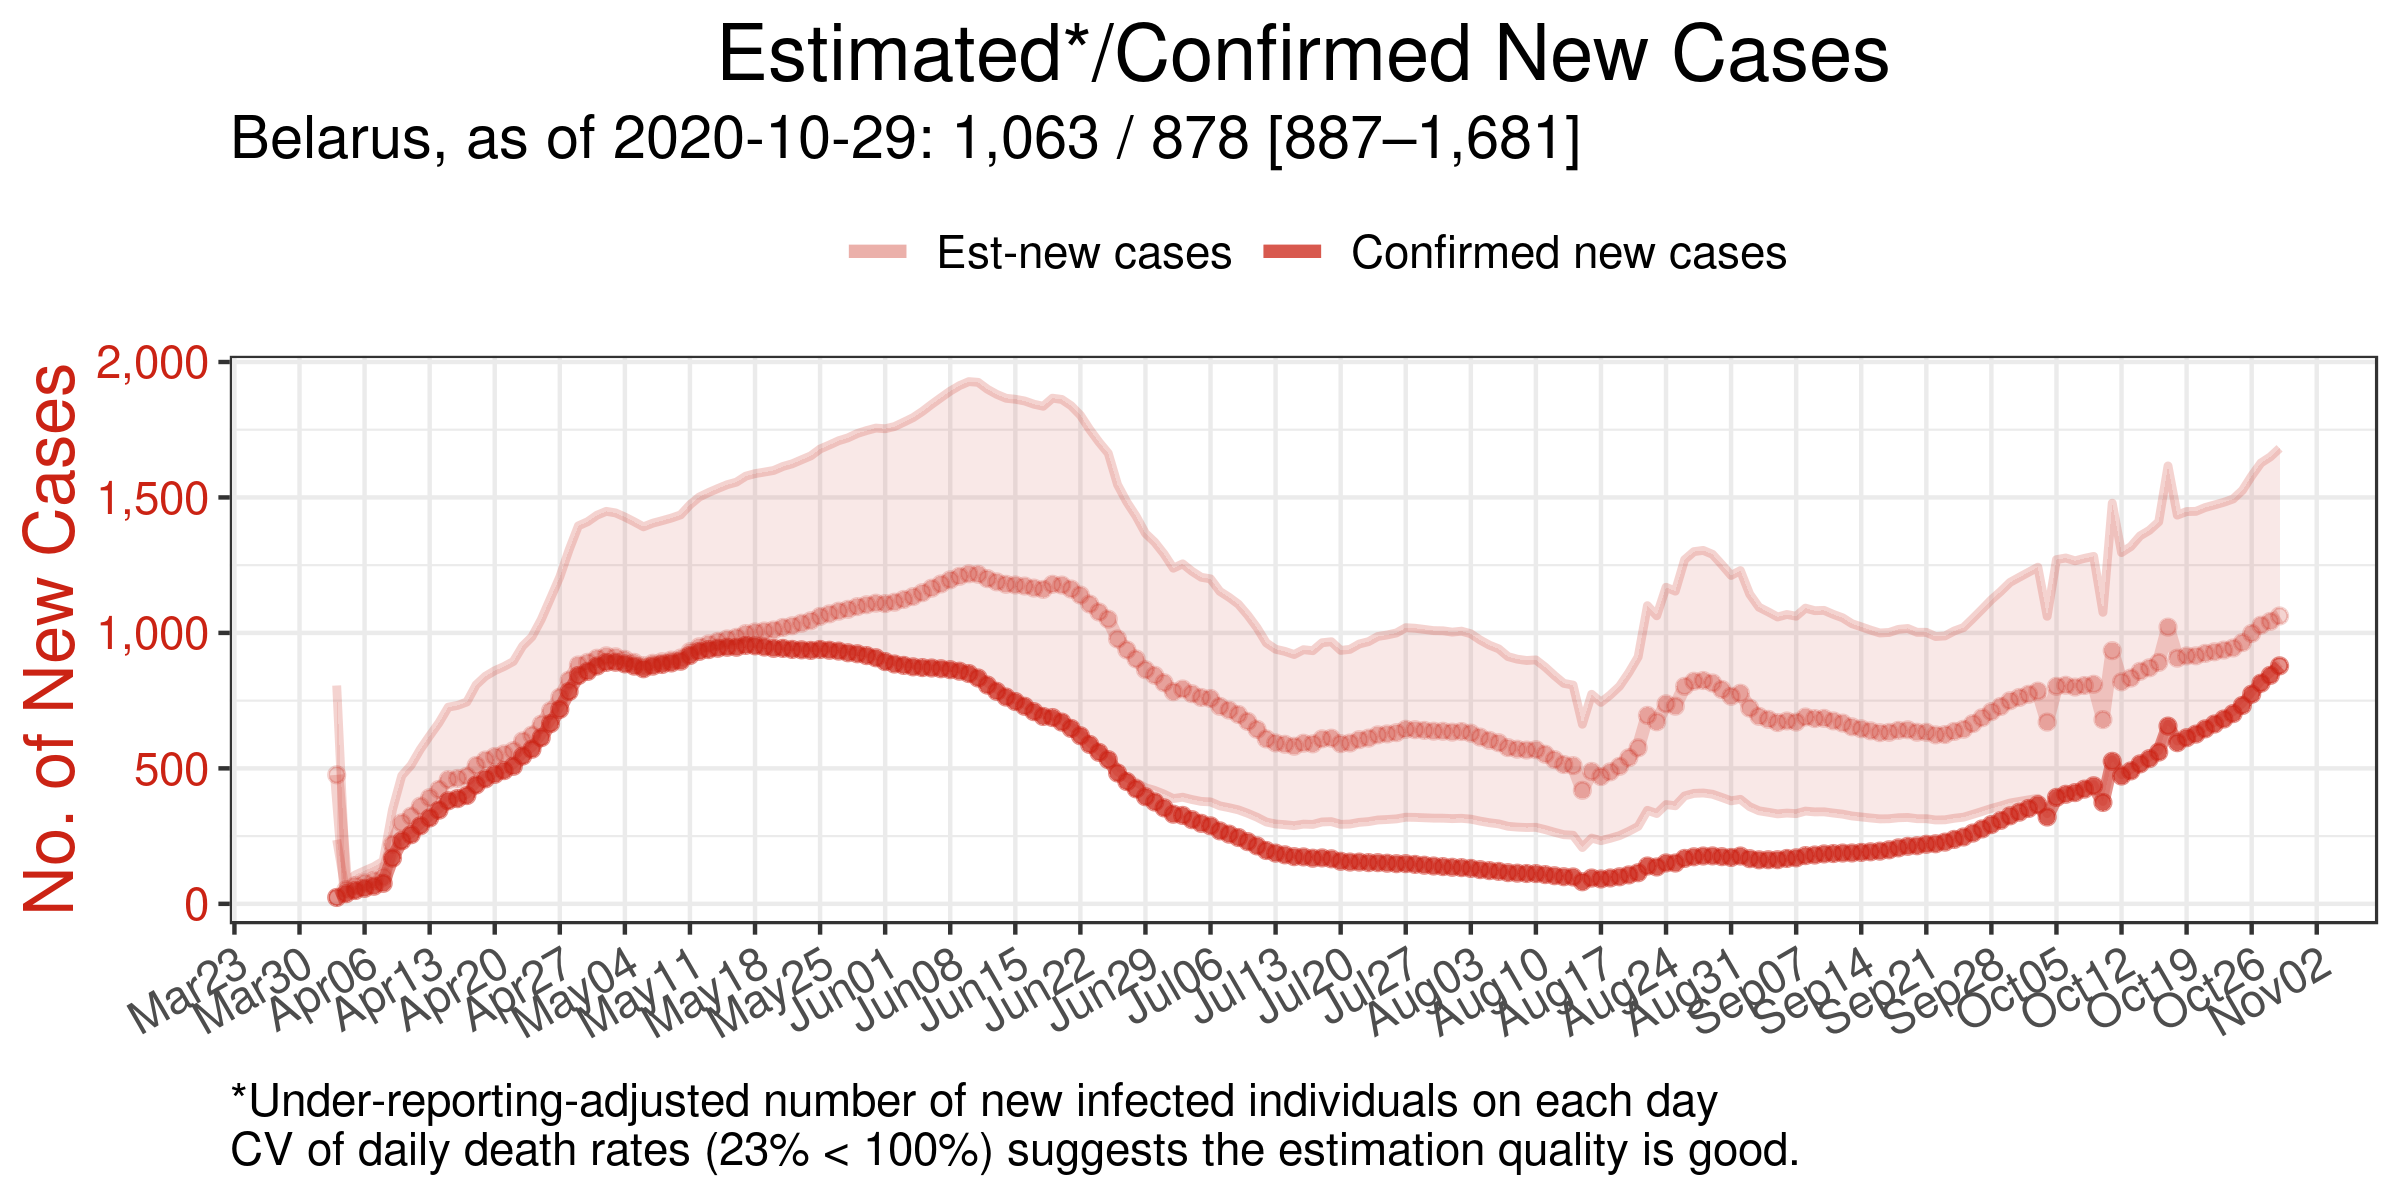 Estimated*/Confirmed New Cases
Belarus, as of 2020-10-29: 1,063 / 878 [887–1,681]
Est-new cases Confirmed new cases
No. of New Cases
2,000
1,500
1,000
500
0
Mar23 Mar30 Apr06 Apr13 Apr20 Apr27 May04 May11 May18 May25 Jun01 Jun08 Jun15 Jun22 Jun29 Jul06 Jul13 Jul20 Jul27 Aug03 Aug10 Aug17 Aug24 Aug31 Sep07 Sep14 Sep21 Sep28 Oct05 Oct12 Oct19 Oct26 Nov02
*Under-reporting-adjusted number of new infected individuals on each day
CV of daily death rates (23% < 100%) suggests the estimation quality is good.